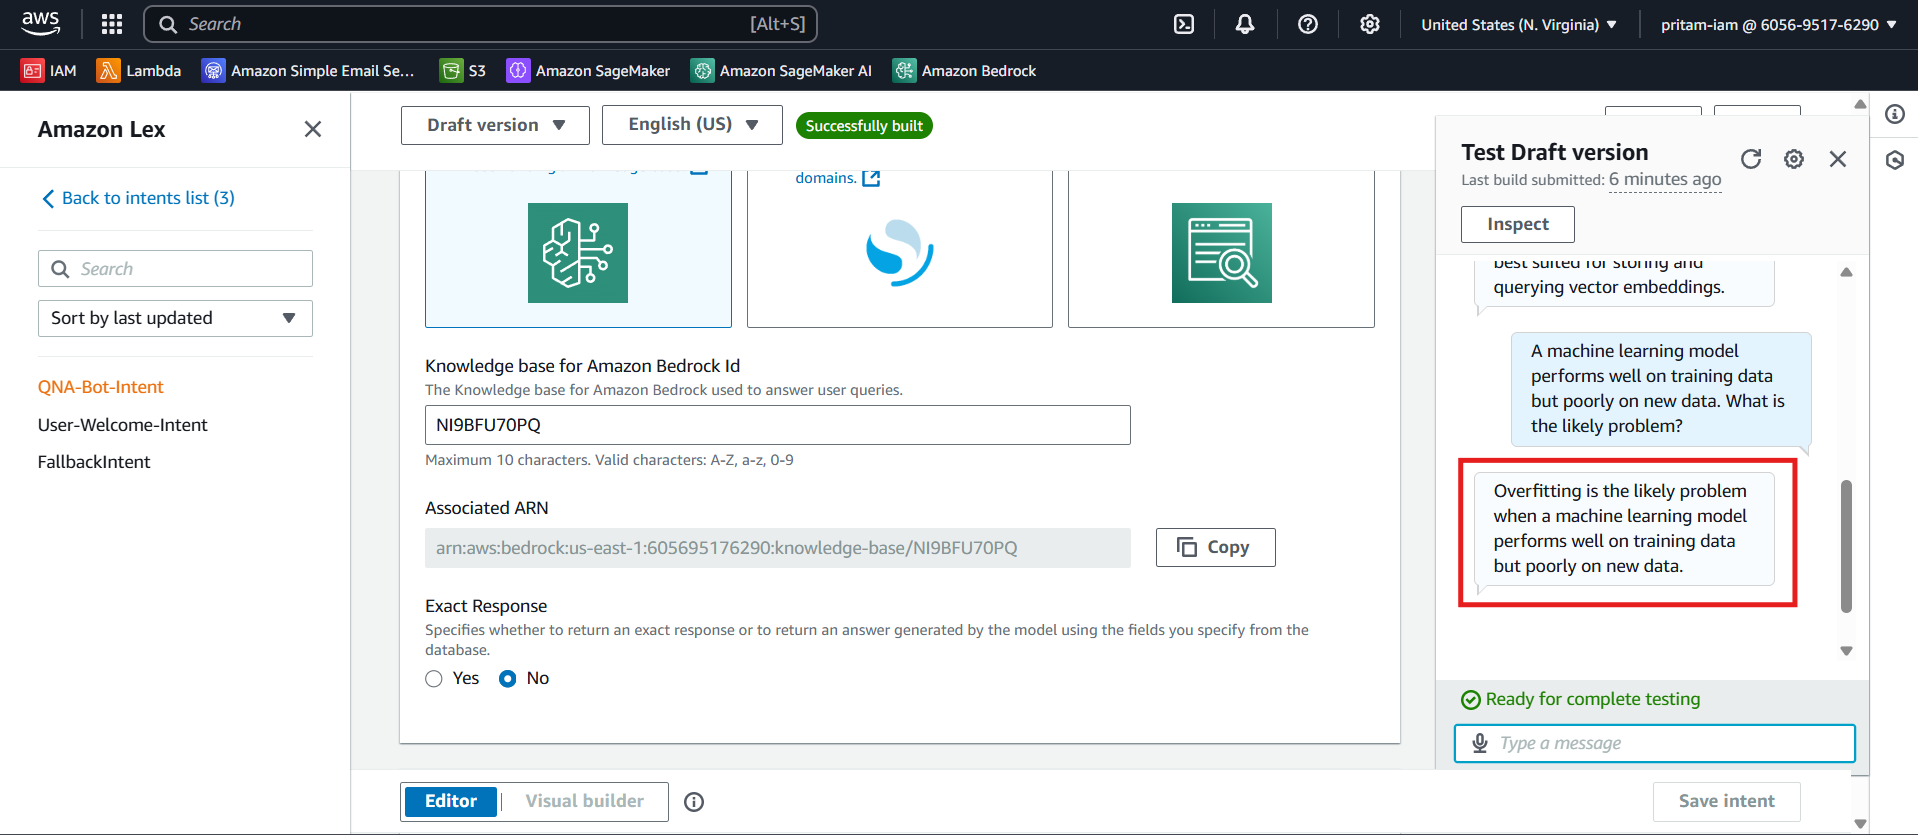 aws
Search
[Alt+S]
United States (N. Virginia)
pritam-iam @ 6056-9517-6290
IAM
Lambda
Amazon Simple Email Se...
S3
Amazon SageMaker
Amazon SageMaker AI
Amazon Bedrock
Amazon Lex
Back to intents list (3)
Search
Sort by last updated
QNA-Bot-Intent
User-Welcome-Intent
FallbackIntent
Draft version
English (US)
Successfully built
domains.
Knowledge base for Amazon Bedrock Id
The Knowledge base for Amazon Bedrock used to answer user queries.
NI9BFU70PQ
Maximum 10 characters. Valid characters: A-Z, a-z, 0-9
Associated ARN
arn:aws:bedrock:us-east-1:605695176290:knowledge-base/NI9BFU70PQ
Copy
Exact Response
Specifies whether to return an exact response or to return an answer generated by the model using the fields you specify from the
database.
Yes
No
Editor
Visual builder
Save intent
Test Draft version
Last build submitted: 6 minutes ago
Inspect
best suited for storing and
querying vector embeddings.
A machine learning model
performs well on training data
but poorly on new data. What is
the likely problem?
Overfitting is the likely problem
when a machine learning model
performs well on training data
but poorly on new data.
Ready for complete testing
Type a message